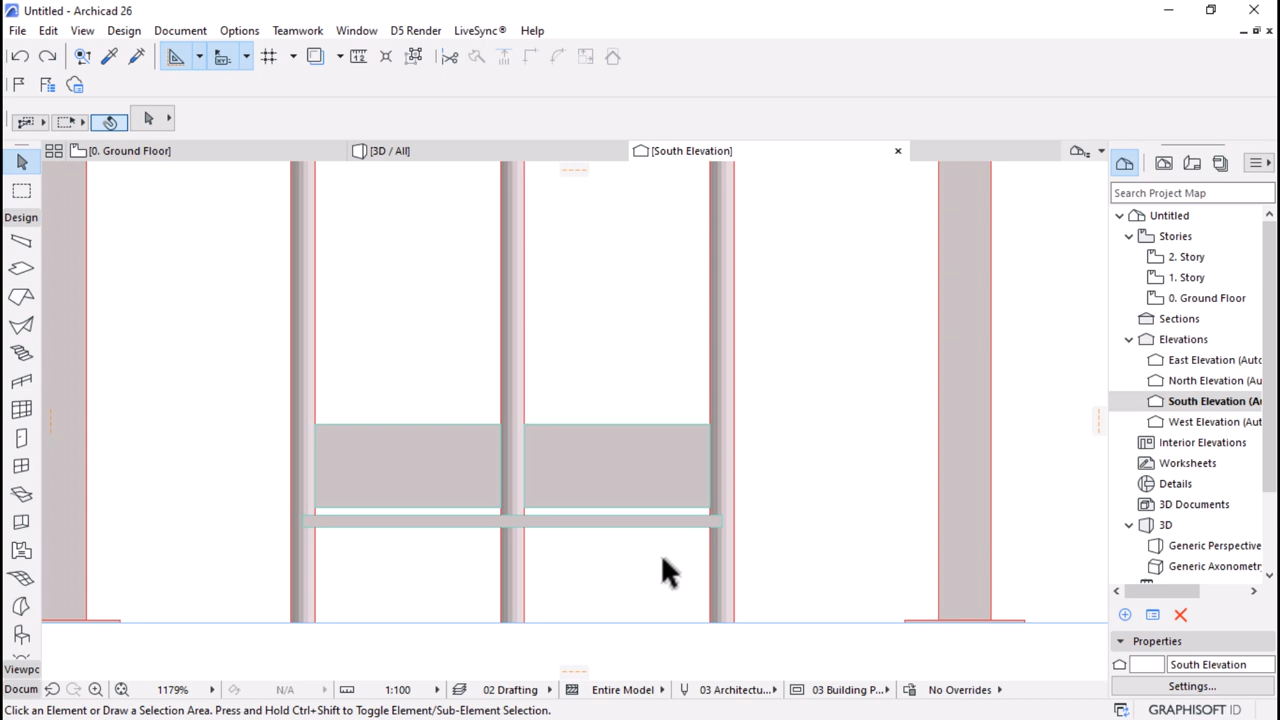 Untitled - Archicad 26
File Edit View Design Document Options Teamwork Window D5 Render LiveSync® Help
[0. Ground Floor]
[3D / All]
[South Elevation]
Design
Viewpc
Docum
Search Project Map
Untitled
Stories
2. Story
1. Story
0. Ground Floor
Sections
Elevations
East Elevation (Auto
North Elevation (Au
South Elevation (Au
West Elevation (Aut
Interior Elevations
Worksheets
Details
3D Documents
3D
Generic Perspective
Generic Axonometr
Properties
South Elevation
Settings...
1179% N/A 1:100 02 Drafting Entire Model 03 Architectu... 03 Building P... No Overrides
Click an Element or Draw a Selection Area. Press and Hold Ctrl+Shift to Toggle Element/Sub-Element Selection.
GRAPHISOFT ID